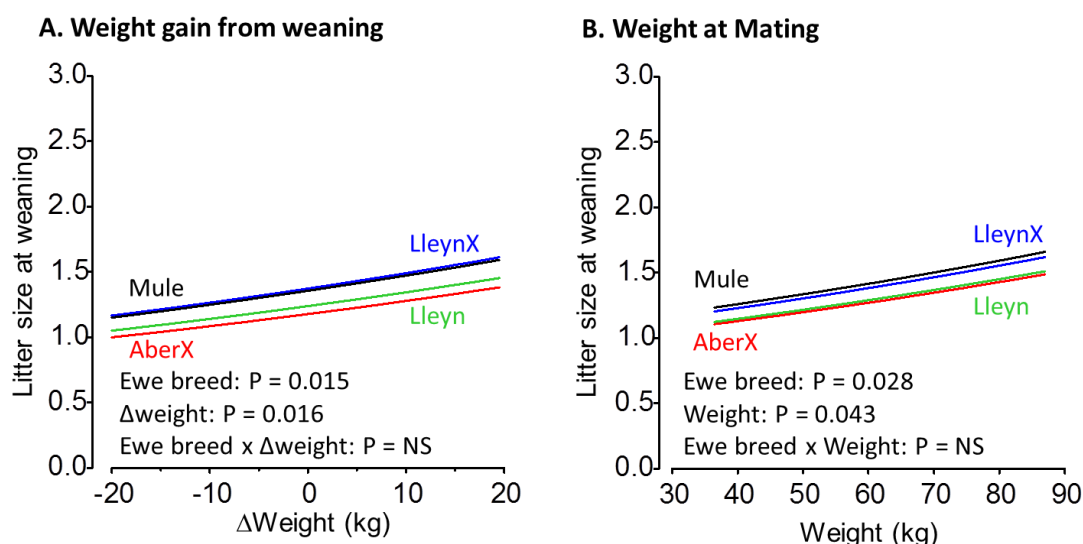 A. Weight gain from weaning
Litter size at weaning
3.0
2.5
2.0
1.5
1.0
0.5
0.0
LleynX
Mule
Lleyn
AberX
Ewe breed: P = 0.015
Δweight: P = 0.016
Ewe breed x Δweight: P = NS
-20 -10 0 10 20
ΔWeight (kg)
B. Weight at Mating
Litter size at weaning
3.0
2.5
2.0
1.5
1.0
0.5
0.0
LleynX
Mule
Lleyn
AberX
Ewe breed: P = 0.028
Weight: P = 0.043
Ewe breed x Weight: P = NS
30 40 50 60 70 80 90
Weight (kg)